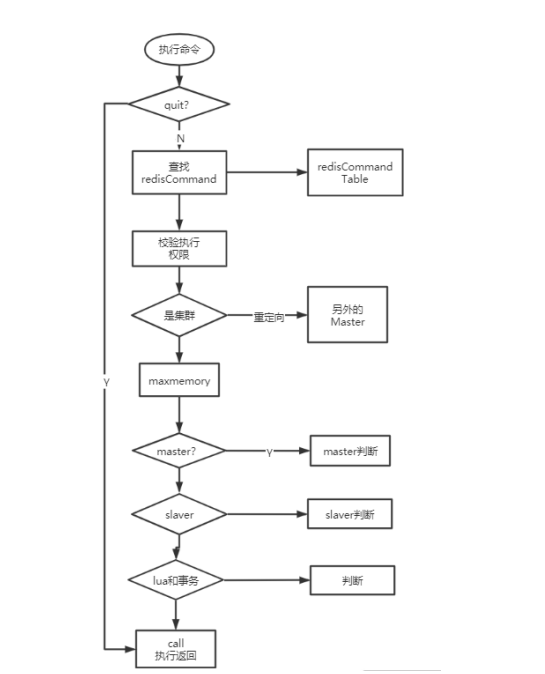 执行命令
quit?
N
查找
redisCommand
redisCommand
Table
校验执行
权限
是集群
重定向
另外的
Master
Y
maxmemory
master?
Y
master判断
slaver
slaver判断
lua和事务
判断
call
执行返回